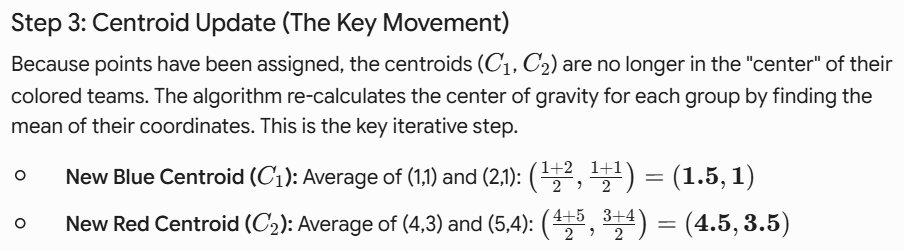 Step 3: Centroid Update (The Key Movement)
Because points have been assigned, the centroids (C₁, C₂) are no longer in the "center" of their
colored teams. The algorithm re-calculates the center of gravity for each group by finding the
mean of their coordinates. This is the key iterative step.
○ New Blue Centroid (C₁): Average of (1,1) and (2,1): ((1+2)/2, (1+1)/2) = (1.5, 1)
○ New Red Centroid (C₂): Average of (4,3) and (5,4): ((4+5)/2, (3+4)/2) = (4.5, 3.5)